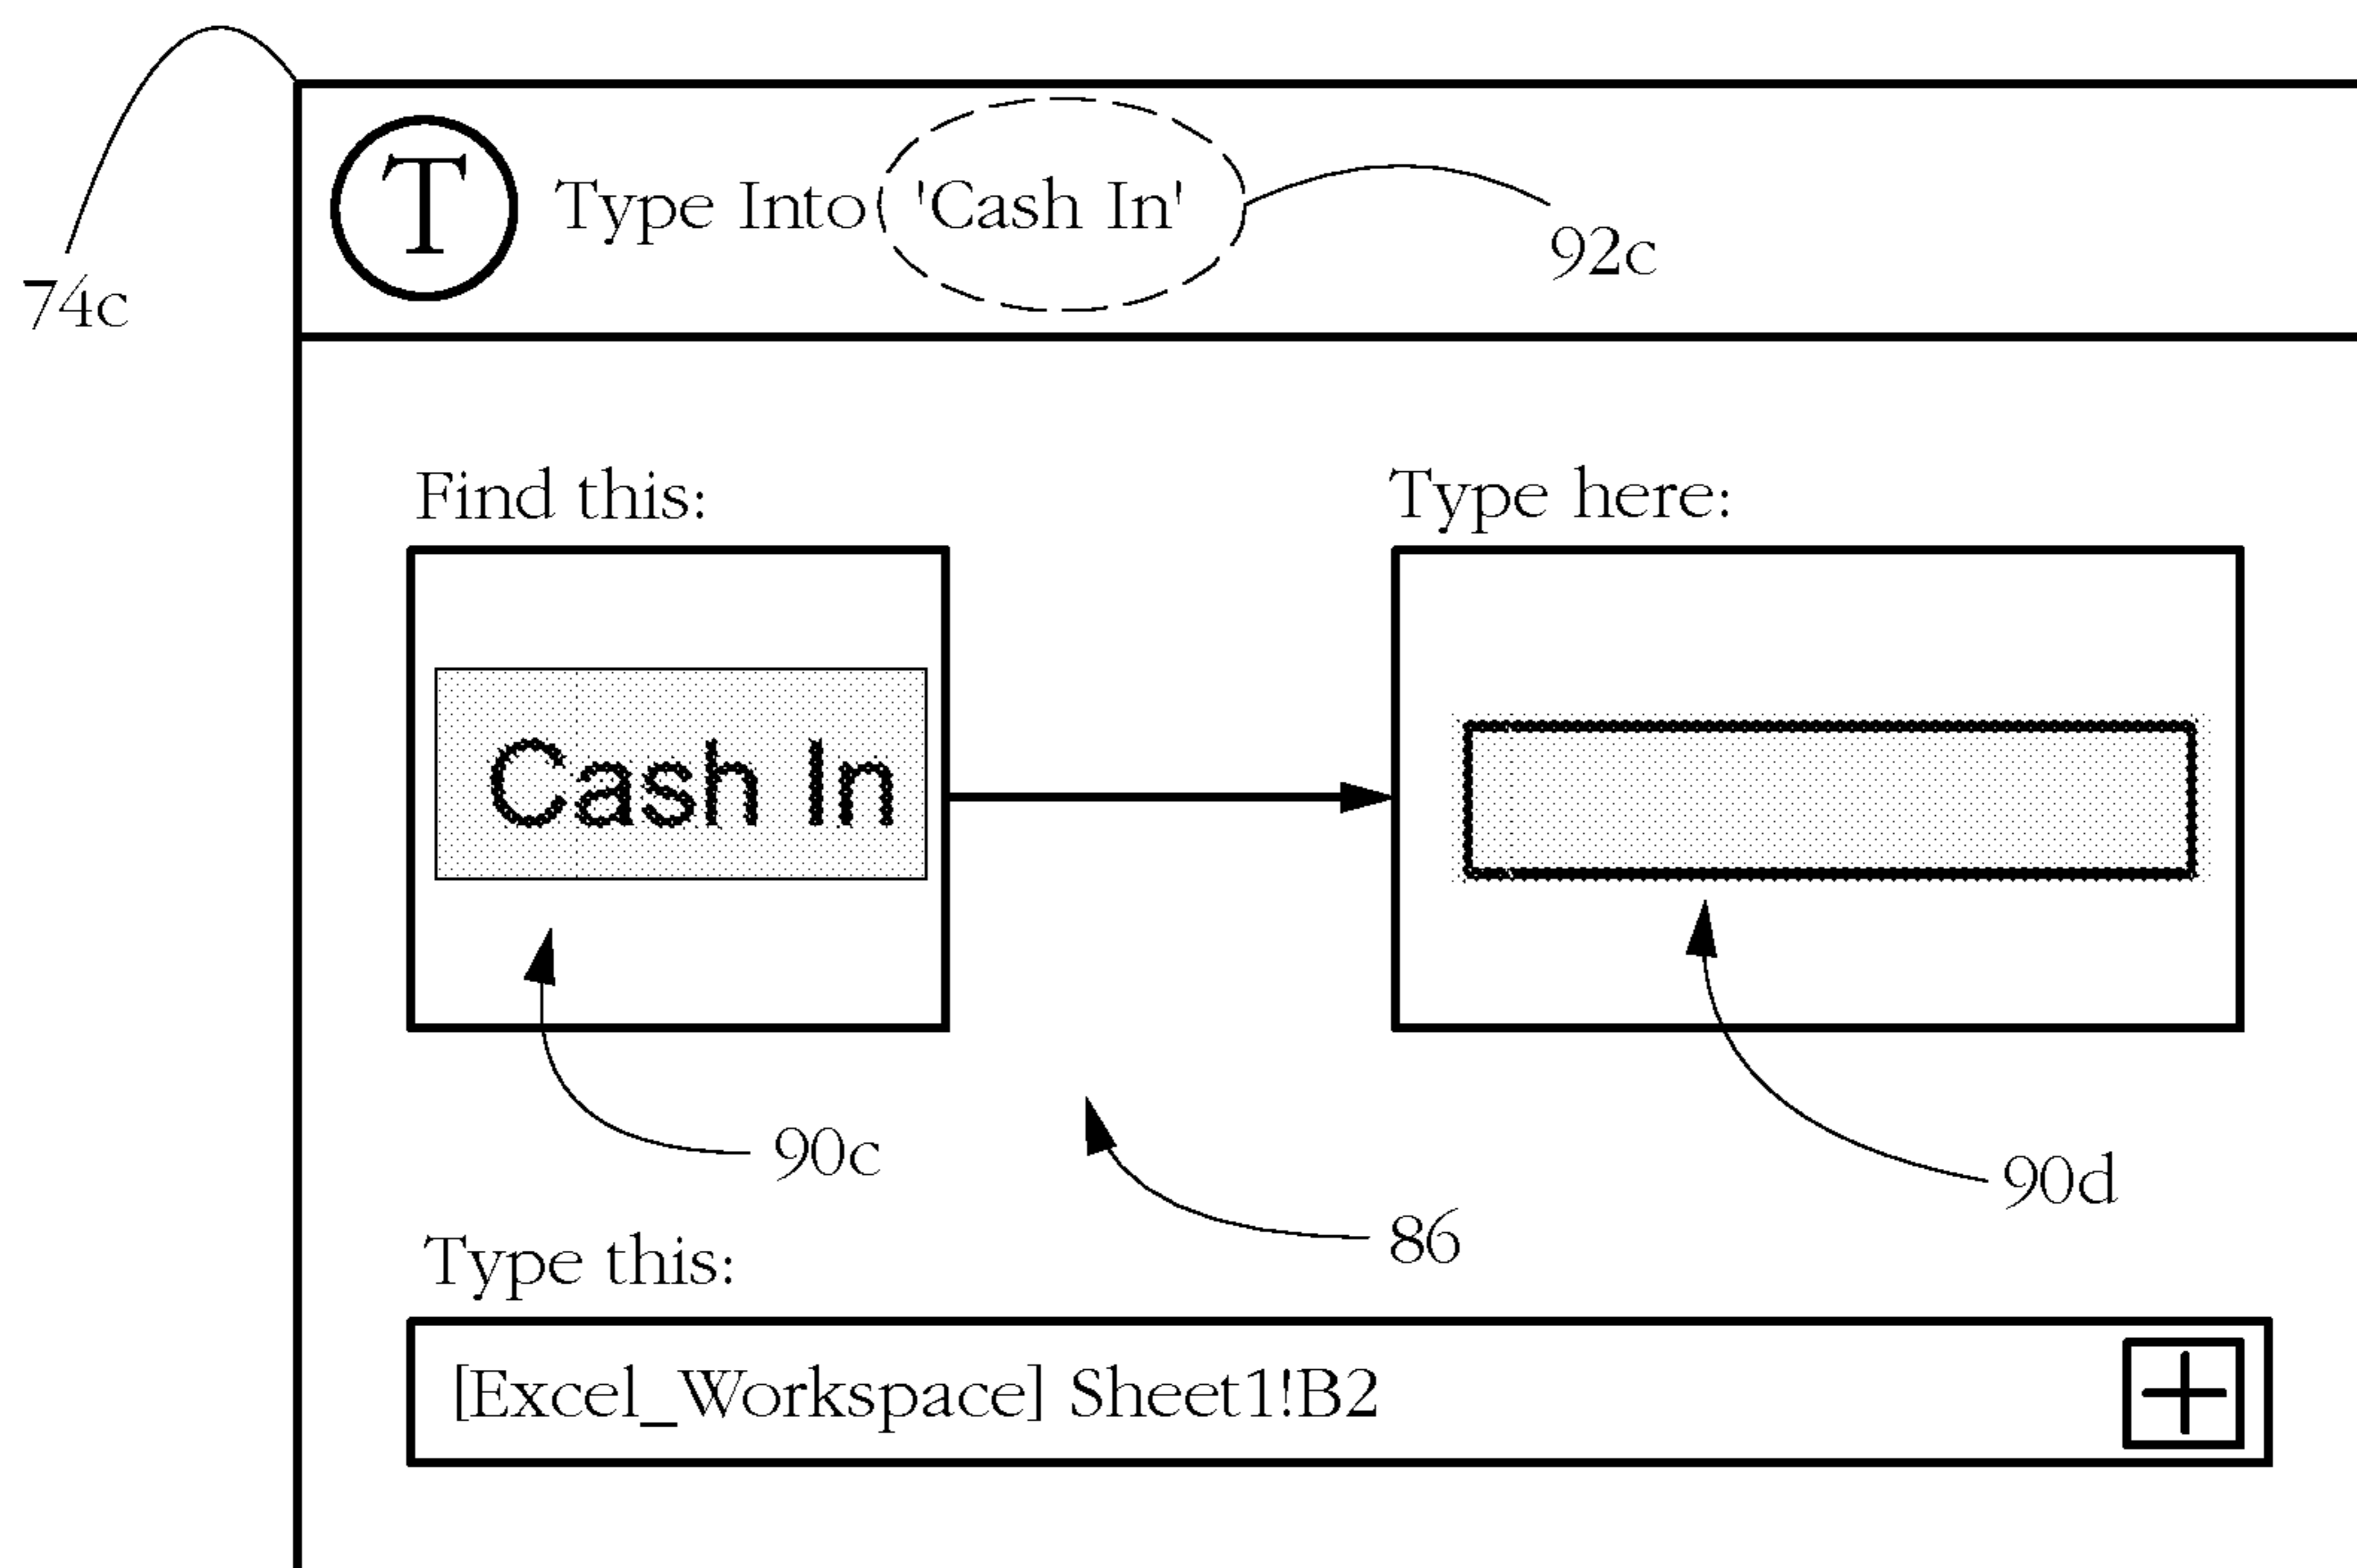 T Type Into 'Cash In'
92c
74c
Find this:
Type here:
Cash In
90c
90d
86
Type this:
[Excel_Workspace] Sheet1!B2